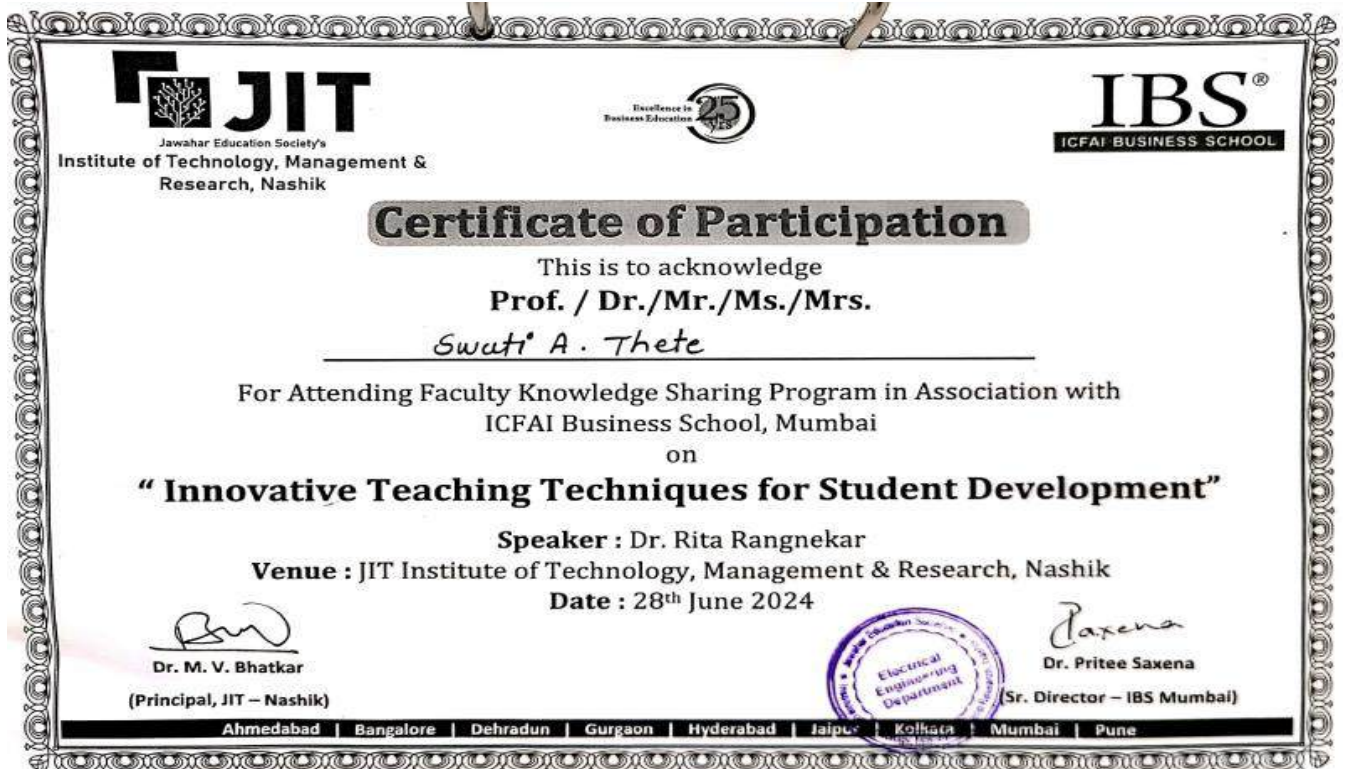 JIT
Jawahar Education Society's
Institute of Technology, Management &
Research, Nashik
Excellence in
Business Education
25
yrs
IBS®
ICFAI BUSINESS SCHOOL
Certificate of Participation
This is to acknowledge
Prof. / Dr./Mr./Ms./Mrs.
Swati A. Thete
For Attending Faculty Knowledge Sharing Program in Association with
ICFAI Business School, Mumbai
on
“ Innovative Teaching Techniques for Student Development”
Speaker : Dr. Rita Rangnekar
Venue : JIT Institute of Technology, Management & Research, Nashik
Date : 28th June 2024
Dr. M. V. Bhatkar
(Principal, JIT – Nashik)
Electrical
Engineering
Department
Saxena
Dr. Pritee Saxena
(Sr. Director – IBS Mumbai)
Ahmedabad | Bangalore | Dehradun | Gurgaon | Hyderabad | Jaipur | Kolkata | Mumbai | Pune